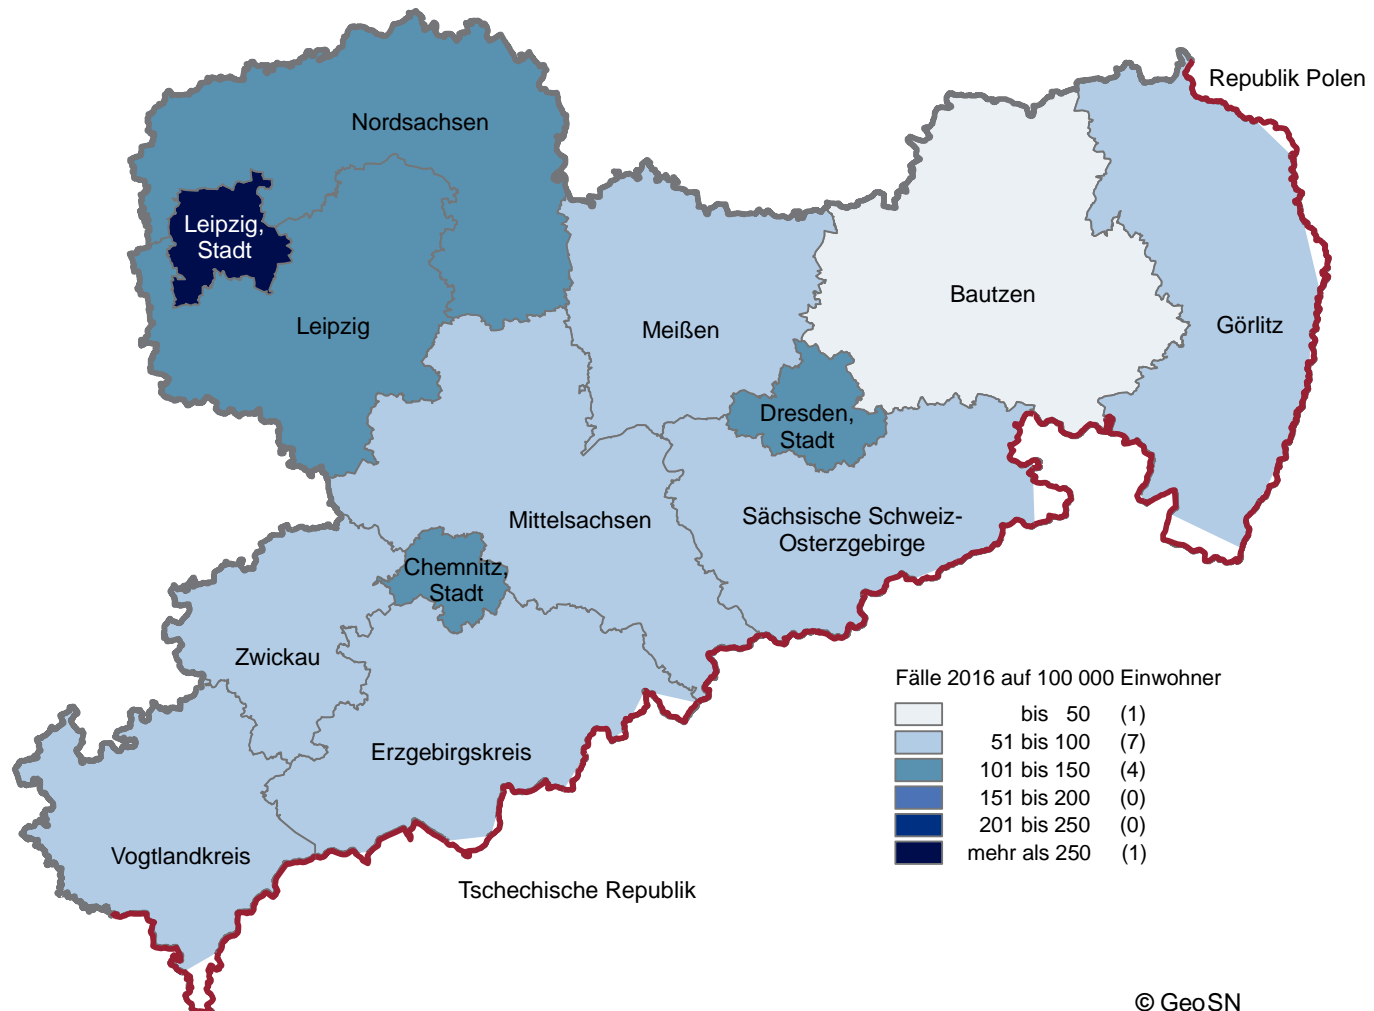 Republik Polen
Nordsachsen
Leipzig,
Stadt
Bautzen
Leipzig
Meißen
Görlitz
Dresden,
Stadt
Mittelsachsen
Sächsische Schweiz-
Osterzgebirge
Chemnitz,
Stadt
Zwickau
Erzgebirgskreis
Vogtlandkreis
Tschechische Republik
Fälle 2016 auf 100 000 Einwohner
bis 50 (1)
51 bis 100 (7)
101 bis 150 (4)
151 bis 200 (0)
201 bis 250 (0)
mehr als 250 (1)
© GeoSN